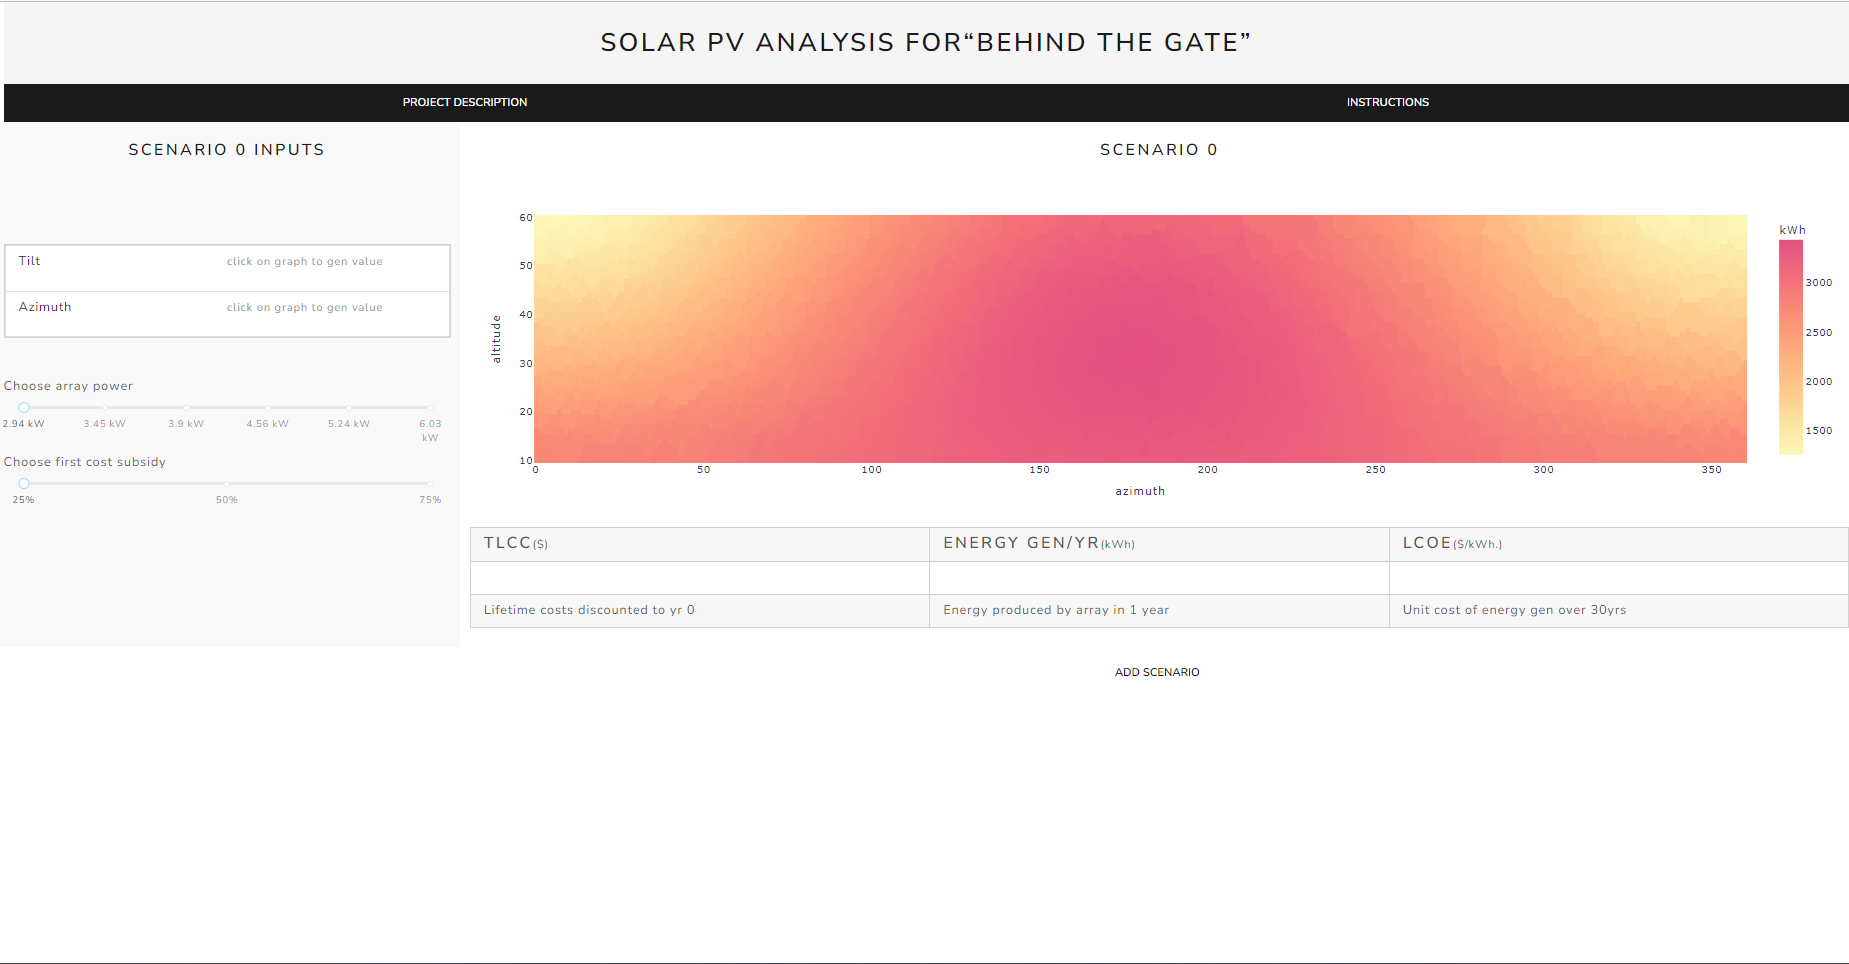 SOLAR PV ANALYSIS FOR“BEHIND THE GATE”
PROJECT DESCRIPTION
INSTRUCTIONS
SCENARIO 0 INPUTS
Tilt
click on graph to gen value
Azimuth
click on graph to gen value
Choose array power
2.94 kW
3.45 kW
3.9 kW
4.56 kW
5.24 kW
6.03
kW
Choose first cost subsidy
25%
50%
75%
SCENARIO 0
60
50
40
30
20
10
altitude
0
50
100
150
200
250
300
350
azimuth
kWh
3000
2500
2000
1500
TLCC($)
ENERGY GEN/YR(kWh)
LCOE($/kWh.)
Lifetime costs discounted to yr 0
Energy produced by array in 1 year
Unit cost of energy gen over 30yrs
ADD SCENARIO